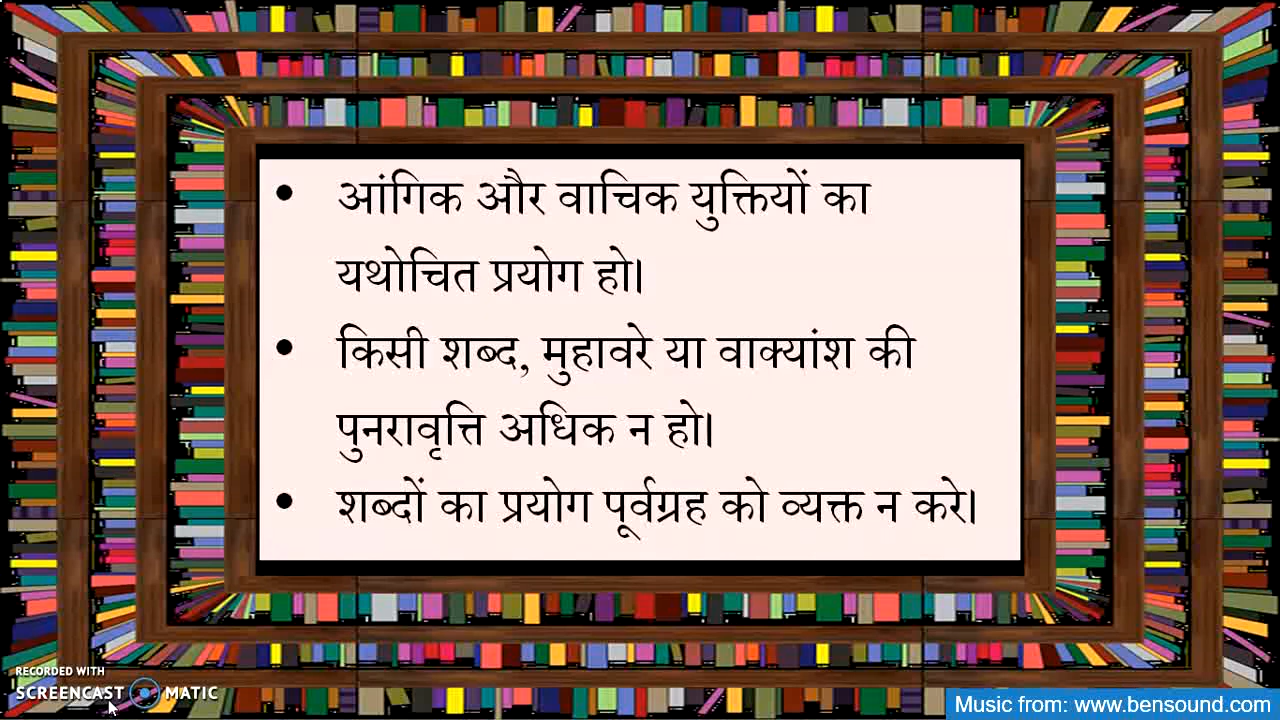 • आंगिक और वाचिक युक्तियों का
यथोचित प्रयोग हो।
• किसी शब्द, मुहावरे या वाक्यांश की
पुनरावृत्ति अधिक न हो।
• शब्दों का प्रयोग पूर्वग्रह को व्यक्त न करे।
RECORDED WITH
SCREENCAST MATIC
Music from: www.bensound.com